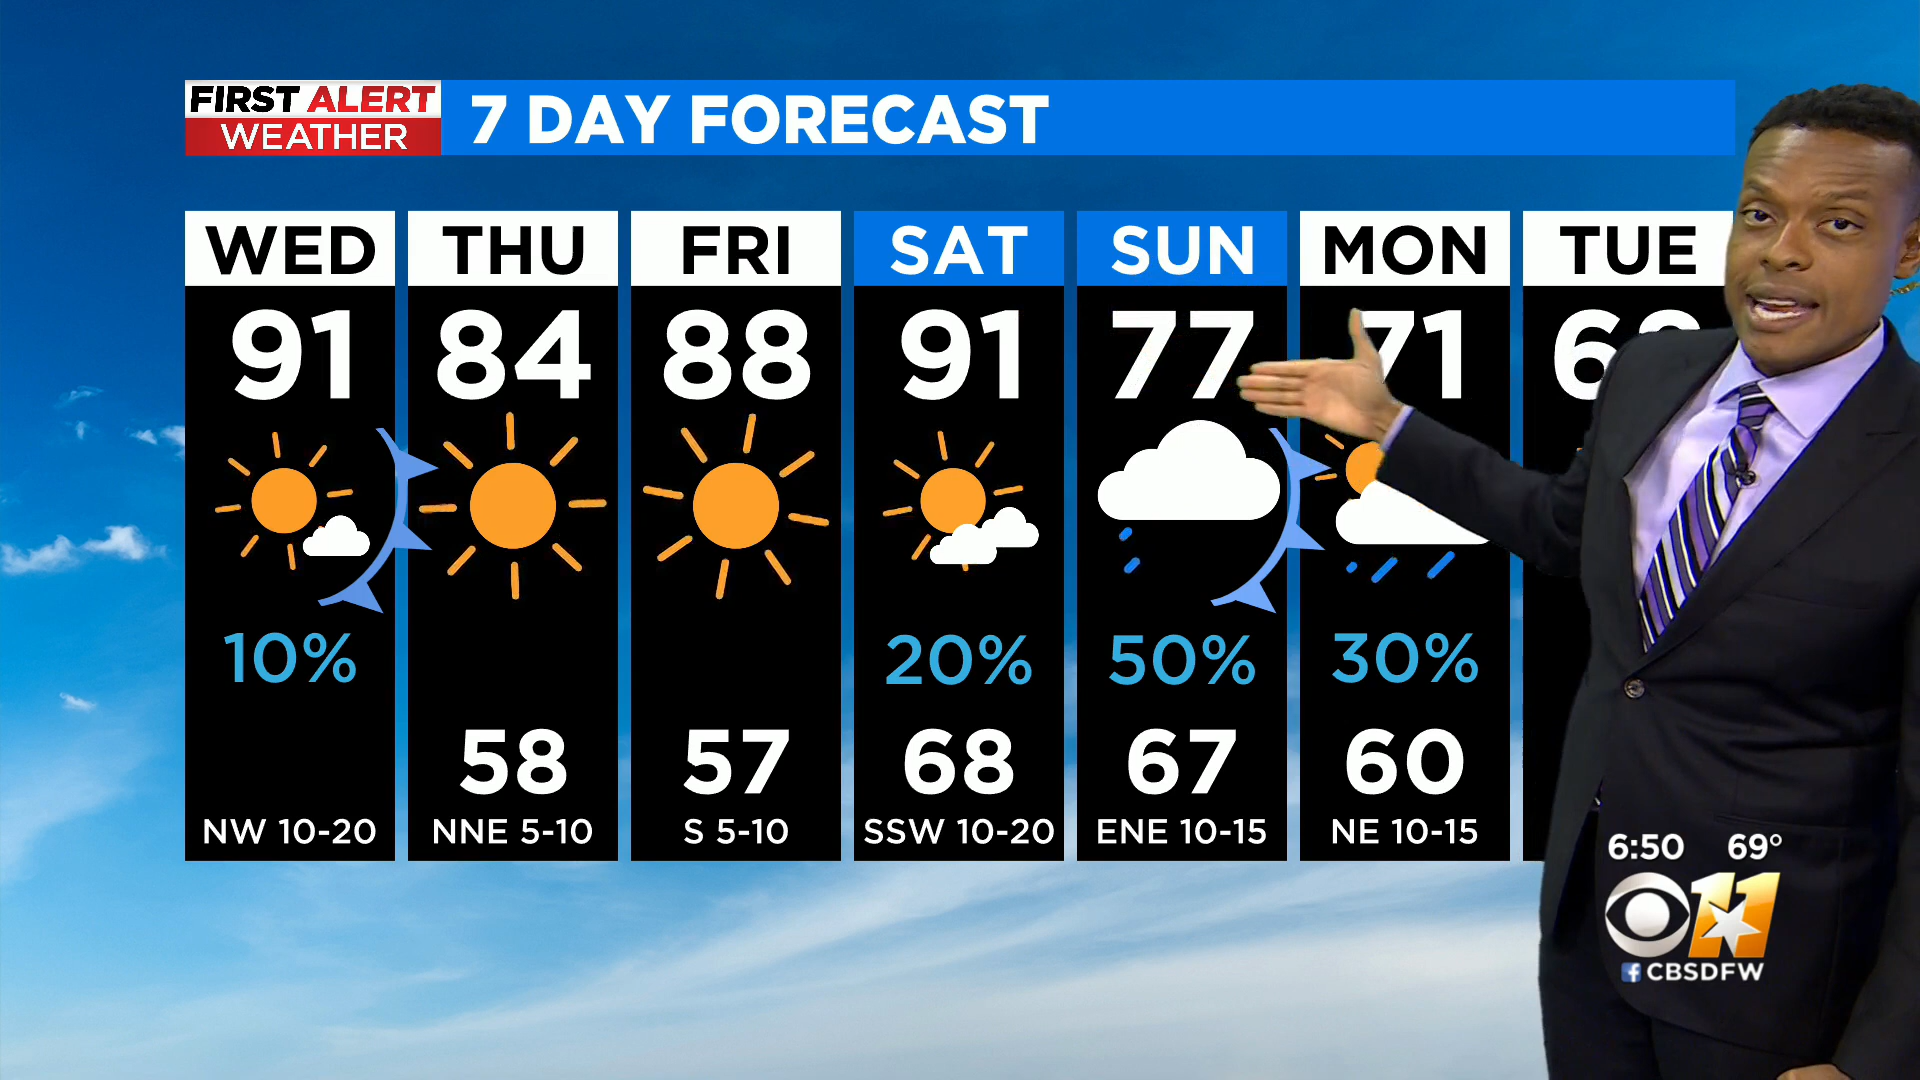 FIRST ALERT
WEATHER
7 DAY FORECAST
WED THU FRI SAT SUN MON TUE
91 84 88 91 77 71
10% 20% 50% 30%
58 57 68 67 60
NW 10-20 NNE 5-10 S 5-10 SSW 10-20 ENE 10-15 NE 10-15
6:50 69°
11
f CBSDFW